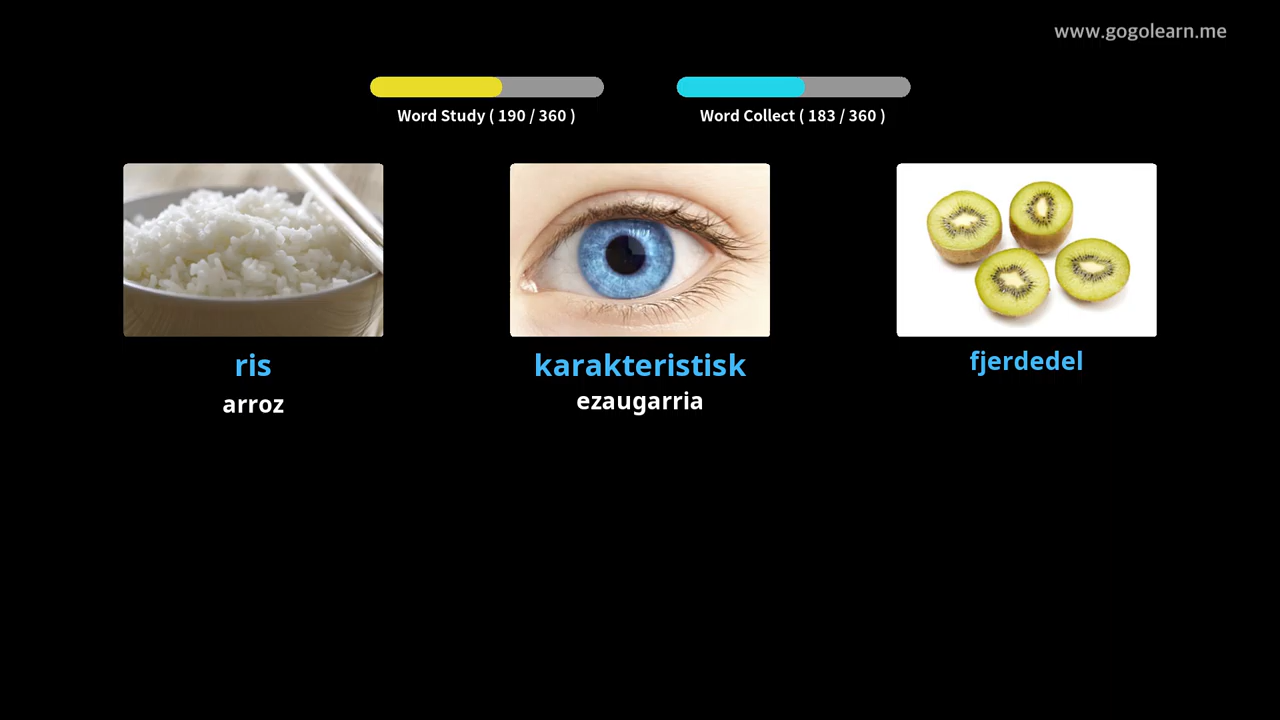 www.gogolearn.me
Word Study ( 190 / 360 )
Word Collect ( 183 / 360 )
ris
karakteristisk
fjerdedel
arroz
ezaugarria